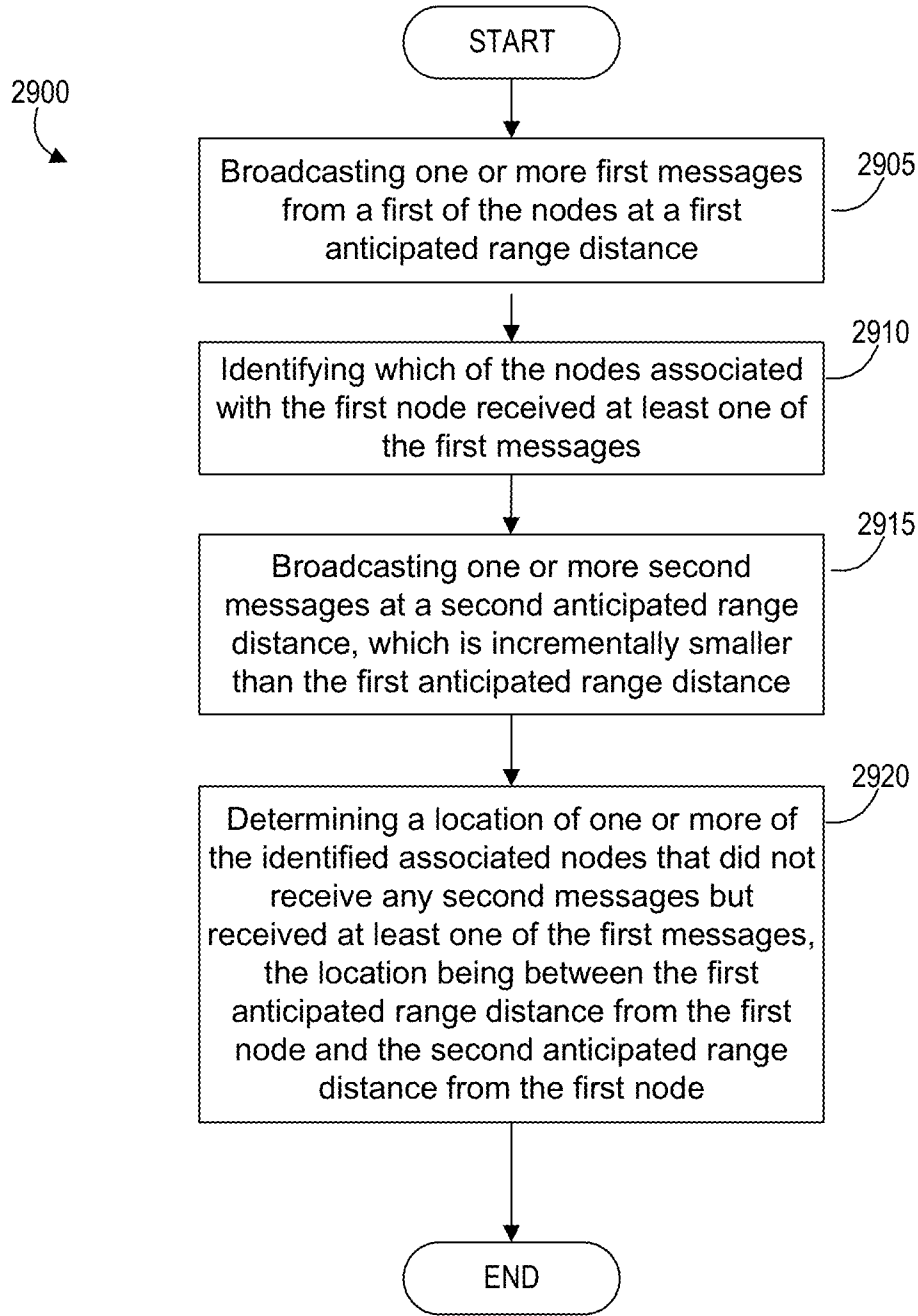 START
2900
Broadcasting one or more first messages
from a first of the nodes at a first
anticipated range distance
2905
Identifying which of the nodes associated
with the first node received at least one of
the first messages
2910
Broadcasting one or more second
messages at a second anticipated range
distance, which is incrementally smaller
than the first anticipated range distance
2915
Determining a location of one or more of
the identified associated nodes that did not
receive any second messages but
received at least one of the first messages,
the location being between the first
anticipated range distance from the first
node and the second anticipated range
distance from the first node
2920
END